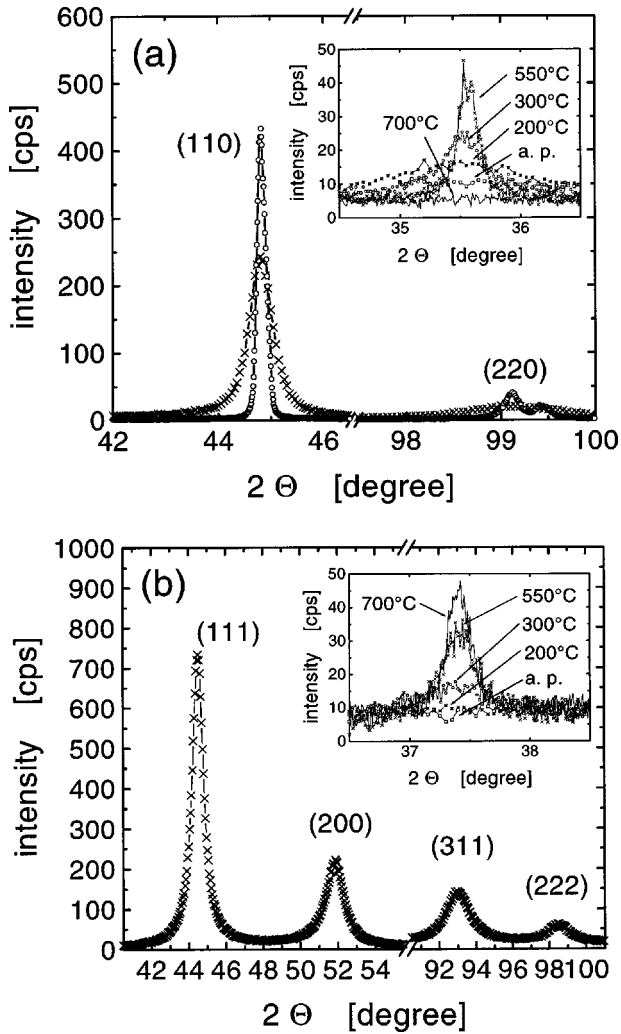 600
500
400
300
200
100
0
intensity [cps]
(a)
(110)
(220)
42
44
46
98
99
100
2 Θ [degree]
50
40
30
20
10
0
intensity [cps]
550°C
300°C
200°C
a. p.
700°C
35
36
2 Θ [degree]
1000
900
800
700
600
500
400
300
200
100
0
intensity [cps]
(b)
(111)
(200)
(311)
(222)
42 44 46 48 50 52 54
92 94 96 98 100
2 Θ [degree]
50
40
30
20
10
0
intensity [cps]
700°C
550°C
300°C
200°C
a. p.
37
38
2 Θ [degree]